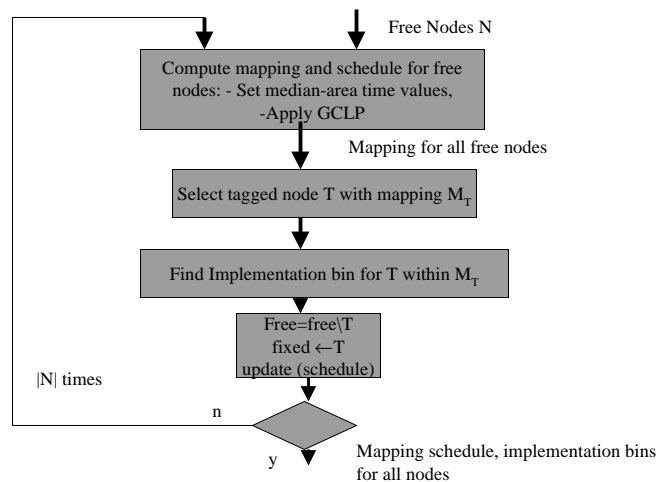 Free Nodes N
Compute mapping and schedule for free
nodes: - Set median-area time values,
-Apply GCLP
Mapping for all free nodes
Select tagged node T with mapping M_T
Find Implementation bin for T within M_T
Free=free\T
fixed ←T
update (schedule)
|N| times
n
y
Mapping schedule, implementation bins
for all nodes